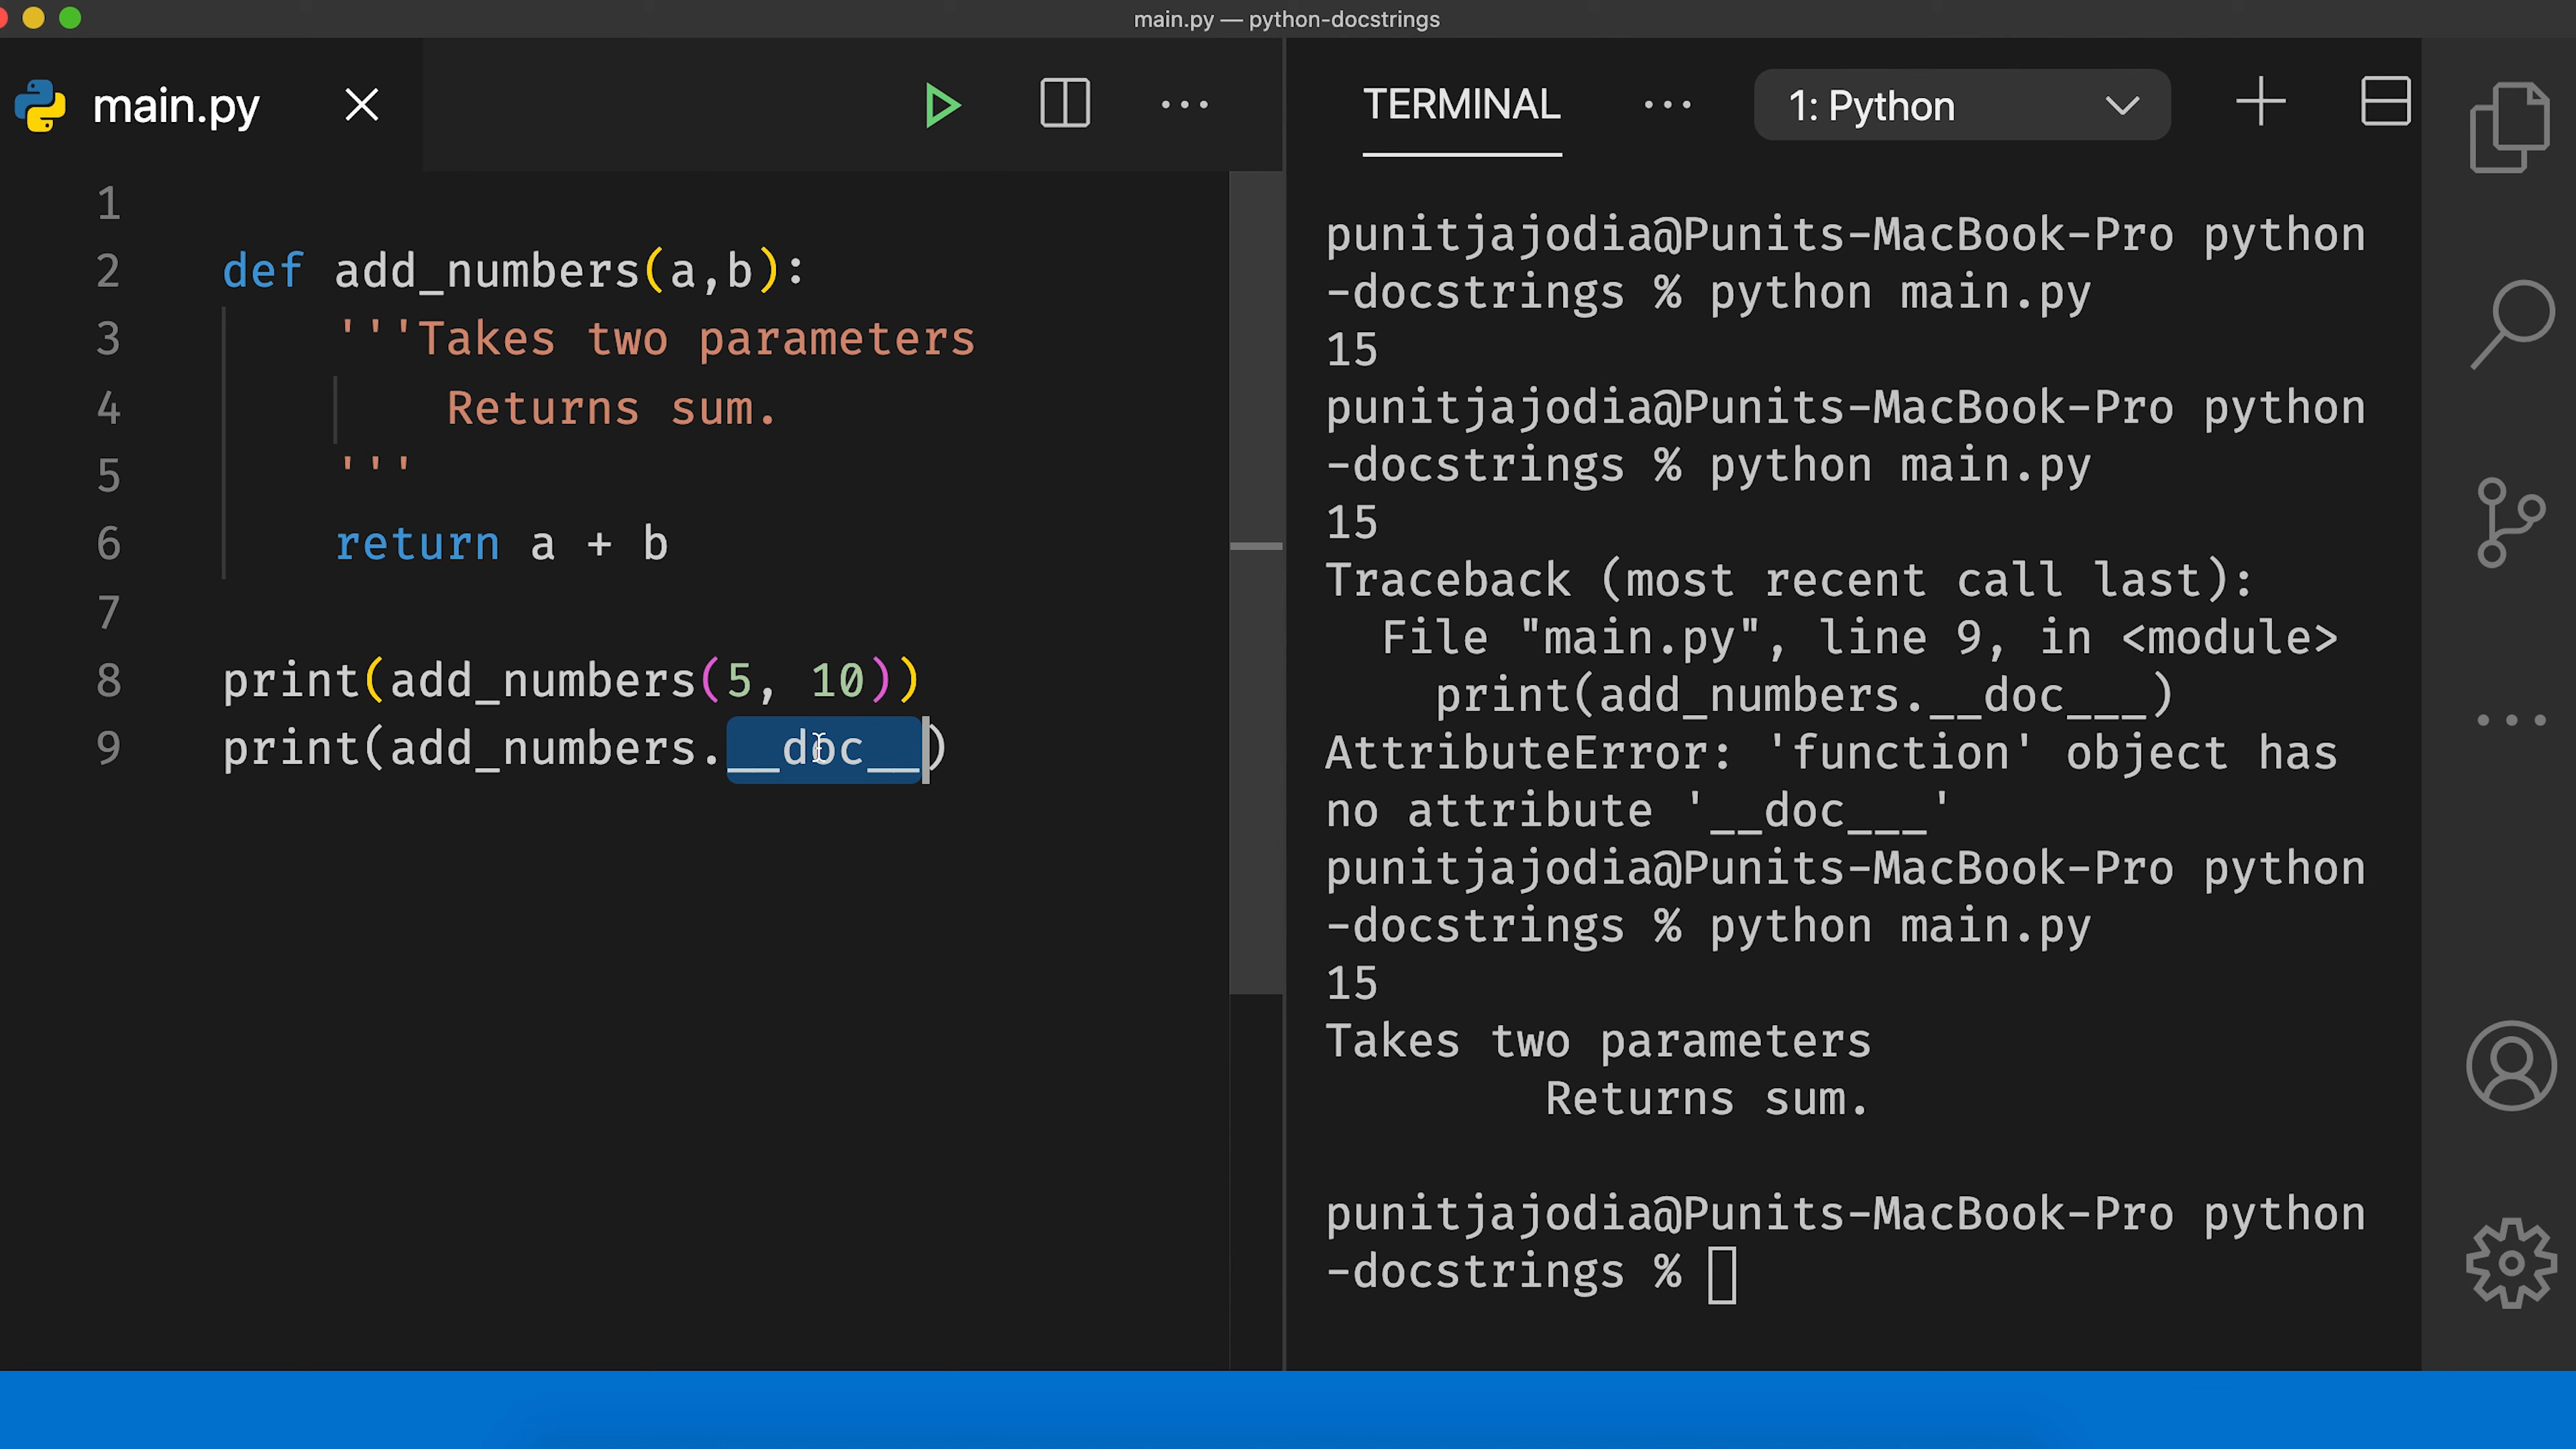 main.py — python-docstrings
main.py
TERMINAL
1: Python
1
2 def add_numbers(a,b):
3 '''Takes two parameters
4 Returns sum.
5 '''
6 return a + b
7
8 print(add_numbers(5, 10))
9 print(add_numbers.__doc__)
punitjajodia@Punits-MacBook-Pro python
-docstrings % python main.py
15
punitjajodia@Punits-MacBook-Pro python
-docstrings % python main.py
15
Traceback (most recent call last):
File "main.py", line 9, in <module>
print(add_numbers.__doc___)
AttributeError: 'function' object has
no attribute '__doc___'
punitjajodia@Punits-MacBook-Pro python
-docstrings % python main.py
15
Takes two parameters
Returns sum.
punitjajodia@Punits-MacBook-Pro python
-docstrings %